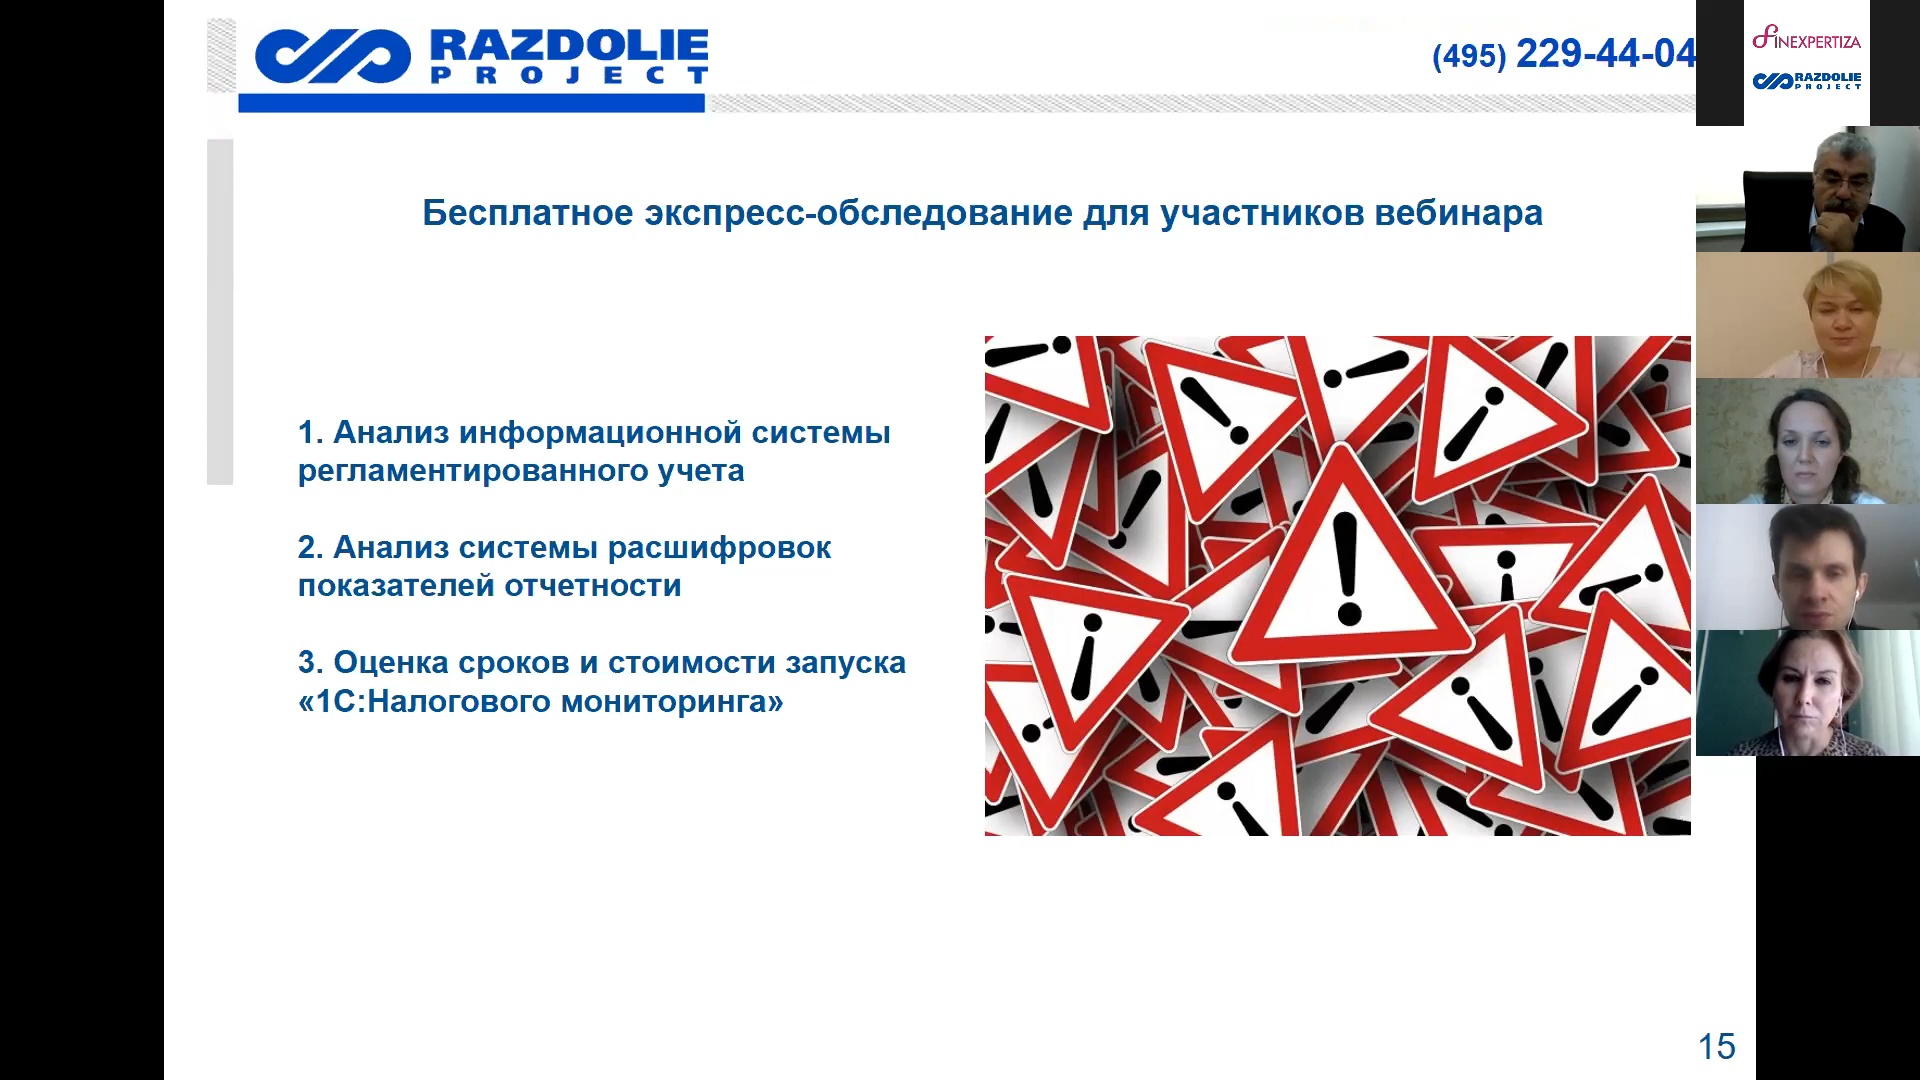 RAZDOLIE
PROJECT
(495) 229-44-04
FINEXPERTIZA
RAZDOLIE
PROJECT
Бесплатное экспресс-обследование для участников вебинара
1. Анализ информационной системы
регламентированного учета
2. Анализ системы расшифровок
показателей отчетности
3. Оценка сроков и стоимости запуска
«1С:Налогового мониторинга»
15